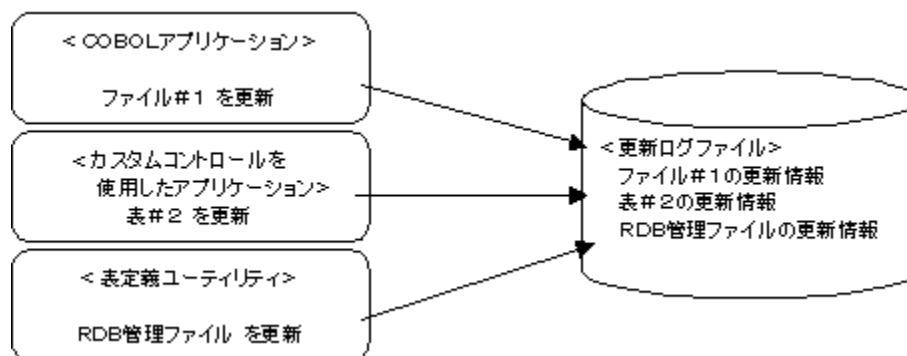 ＜COBOLアプリケーション＞
ファイル＃1 を更新
＜カスタムコントロールを
使用したアプリケーション＞
表＃2 を更新
＜表定義ユーティリティ＞
RDB管理ファイル を更新
＜更新ログファイル＞
ファイル＃1の更新情報
表＃2の更新情報
RDB管理ファイルの更新情報